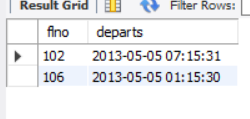 Result Grid Filter Rows:
flno departs
102 2013-05-05 07:15:31
106 2013-05-05 01:15:30